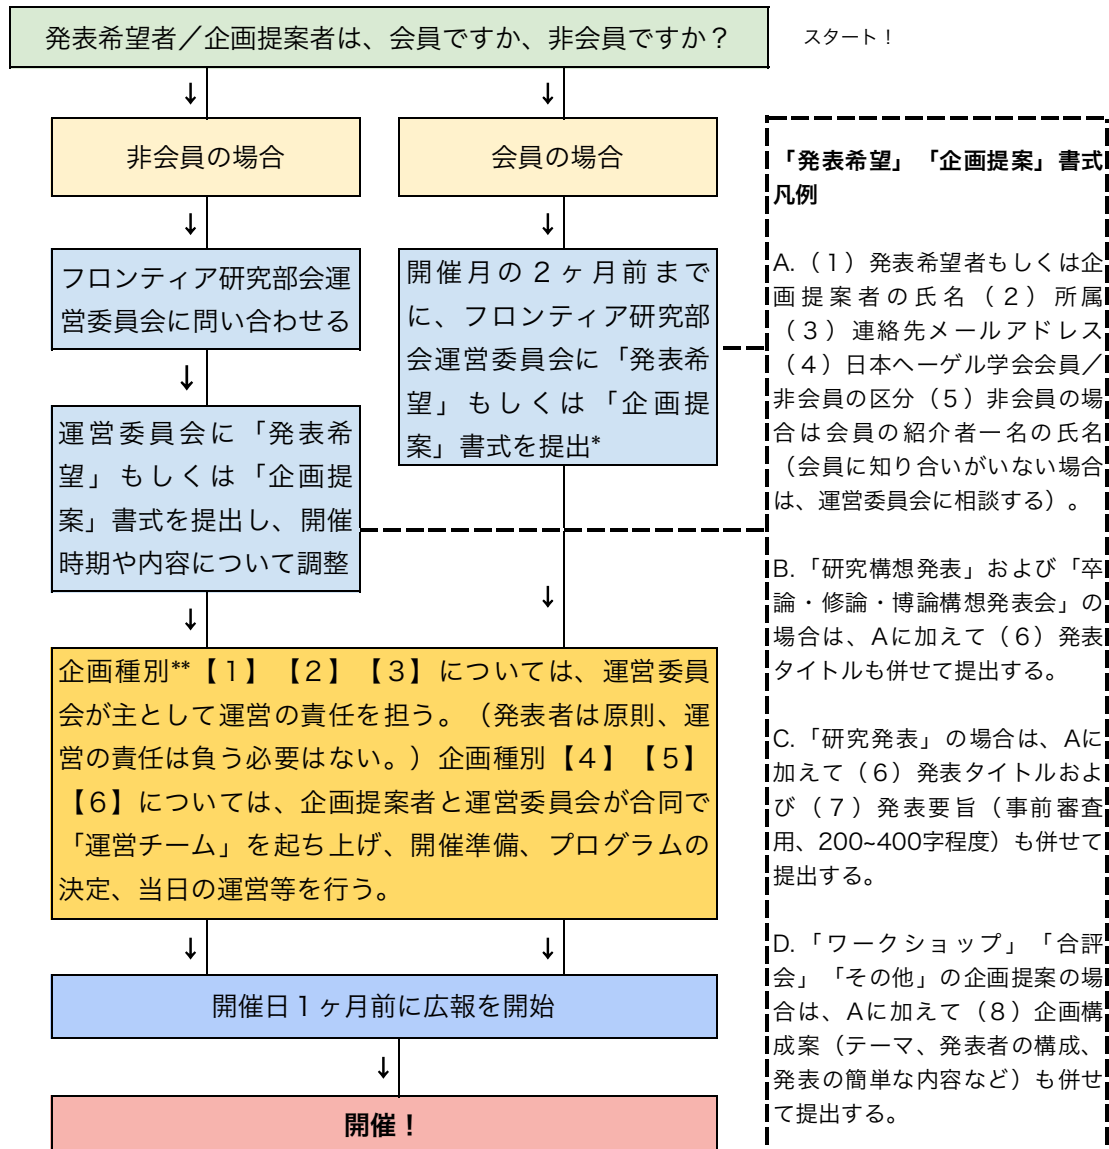 発表希望者／企画提案者は、会員ですか、非会員ですか？
スタート！
↓
↓
非会員の場合
会員の場合
↓
↓
フロンティア研究部会運
営委員会に問い合わせる
↓
運営委員会に「発表希
望」もしくは「企画提
案」書式を提出し、開催
時期や内容について調整
↓
開催月の２ヶ月前まで
に、フロンティア研究部
会運営委員会に「発表希
望」もしくは「企画提
案」書式を提出*
↓
企画種別**【1】【2】【3】については、運営委員
会が主として運営の責任を担う。（発表者は原則、運
営の責任は負う必要はない。）企画種別【4】【5】
【6】については、企画提案者と運営委員会が合同で
「運営チーム」を起ち上げ、開催準備、プログラムの
決定、当日の運営等を行う。
↓
↓
開催日１ヶ月前に広報を開始
↓
開催！
「発表希望」「企画提案」書式
凡例
A.（1）発表希望者もしくは企
画提案者の氏名（2）所属
（3）連絡先メールアドレス
（4）日本ヘーゲル学会会員／
非会員の区分（5）非会員の場
合は会員の紹介者一名の氏名
（会員に知り合いがいない場合
は、運営委員会に相談する）。
B.「研究構想発表」および「卒
論・修論・博論構想発表会」の
場合は、Aに加えて（6）発表
タイトルも併せて提出する。
C.「研究発表」の場合は、Aに
加えて（6）発表タイトルおよ
び（7）発表要旨（事前審査
用、200~400字程度）も併せて
提出する。
D.「ワークショップ」「合評
会」「その他」の企画提案の場
合は、Aに加えて（8）企画構
成案（テーマ、発表者の構成、
発表の簡単な内容など）も併せ
て提出する。